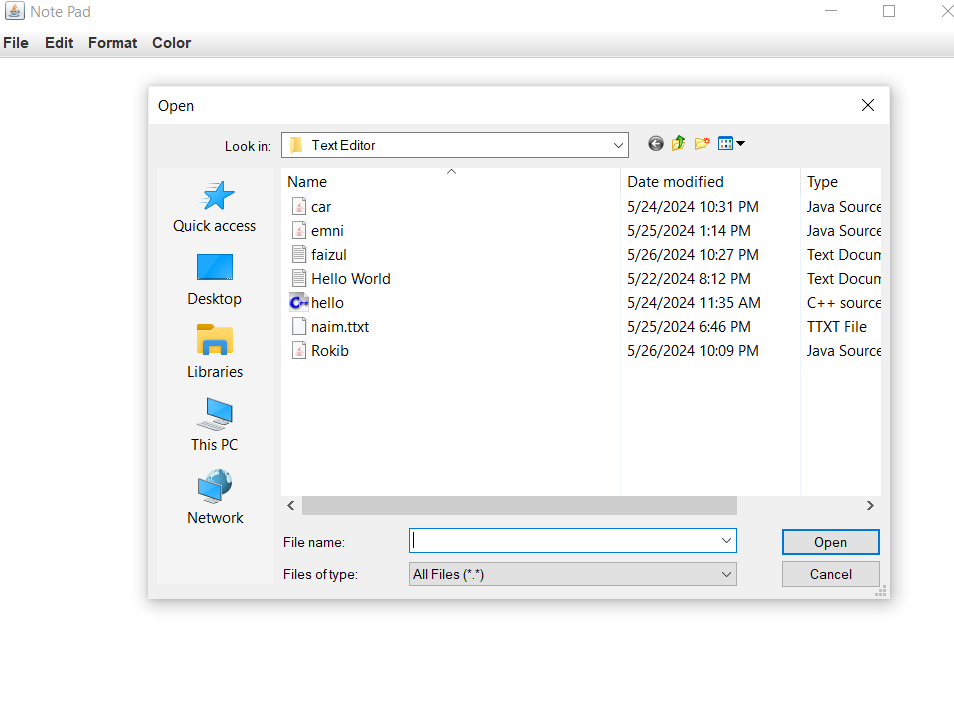 Note Pad
File Edit Format Color
Open
Look in: Text Editor
Name Date modified Type
car 5/24/2024 10:31 PM Java Source
emni 5/25/2024 1:14 PM Java Source
faizul 5/26/2024 10:27 PM Text Docum
Hello World 5/22/2024 8:12 PM Text Docum
C++ hello 5/24/2024 11:35 AM C++ source
naim.ttxt 5/25/2024 6:46 PM TTXT File
Rokib 5/26/2024 10:09 PM Java Source
Quick access
Desktop
Libraries
This PC
Network
File name: Open
Files of type: All Files (*.*) Cancel